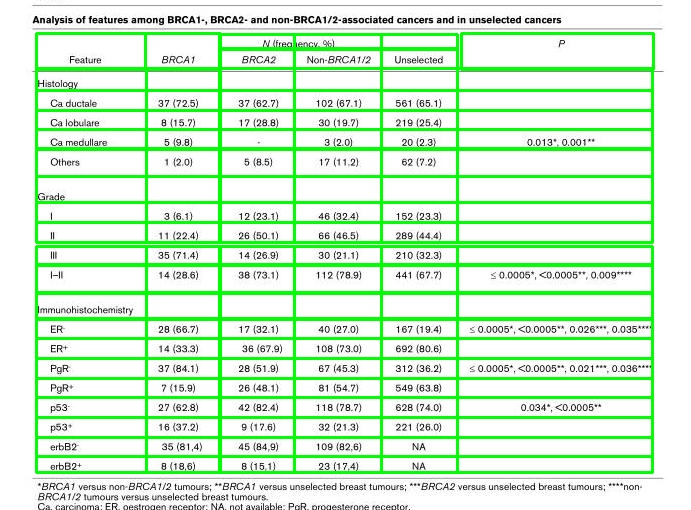 Analysis of features among BRCA1-, BRCA2- and non-BRCA1/2-associated cancers and in unselected cancers
N (frequency, %) P
Feature BRCA1 BRCA2 Non-BRCA1/2 Unselected
Histology
Ca ductale 37 (72.5) 37 (62.7) 102 (67.1) 561 (65.1)
Ca lobulare 8 (15.7) 17 (28.8) 30 (19.7) 219 (25.4)
Ca medullare 5 (9.8) - 3 (2.0) 20 (2.3) 0.013*, 0.001**
Others 1 (2.0) 5 (8.5) 17 (11.2) 62 (7.2)
Grade
I 3 (6.1) 12 (23.1) 46 (32.4) 152 (23.3)
II 11 (22.4) 26 (50.1) 66 (46.5) 289 (44.4)
III 35 (71.4) 14 (26.9) 30 (21.1) 210 (32.3)
I–II 14 (28.6) 38 (73.1) 112 (78.9) 441 (67.7) ≤ 0.0005*, <0.0005**, 0.009****
Immunohistochemistry
ER- 28 (66.7) 17 (32.1) 40 (27.0) 167 (19.4) ≤ 0.0005*, <0.0005**, 0.026***, 0.035****
ER+ 14 (33.3) 36 (67.9) 108 (73.0) 692 (80.6)
PgR- 37 (84.1) 28 (51.9) 67 (45.3) 312 (36.2) ≤ 0.0005*, <0.0005**, 0.021***, 0.036****
PgR+ 7 (15.9) 26 (48.1) 81 (54.7) 549 (63.8)
p53- 27 (62.8) 42 (82.4) 118 (78.7) 628 (74.0) 0.034*, <0.0005**
p53+ 16 (37.2) 9 (17.6) 32 (21.3) 221 (26.0)
erbB2- 35 (81,4) 45 (84,9) 109 (82,6) NA
erbB2+ 8 (18,6) 8 (15,1) 23 (17,4) NA
*BRCA1 versus non-BRCA1/2 tumours; **BRCA1 versus unselected breast tumours; ***BRCA2 versus unselected breast tumours; ****non-
BRCA1/2 tumours versus unselected breast tumours.
Ca, carcinoma; ER, oestrogen receptor; NA, not available; PgR, progesterone receptor.